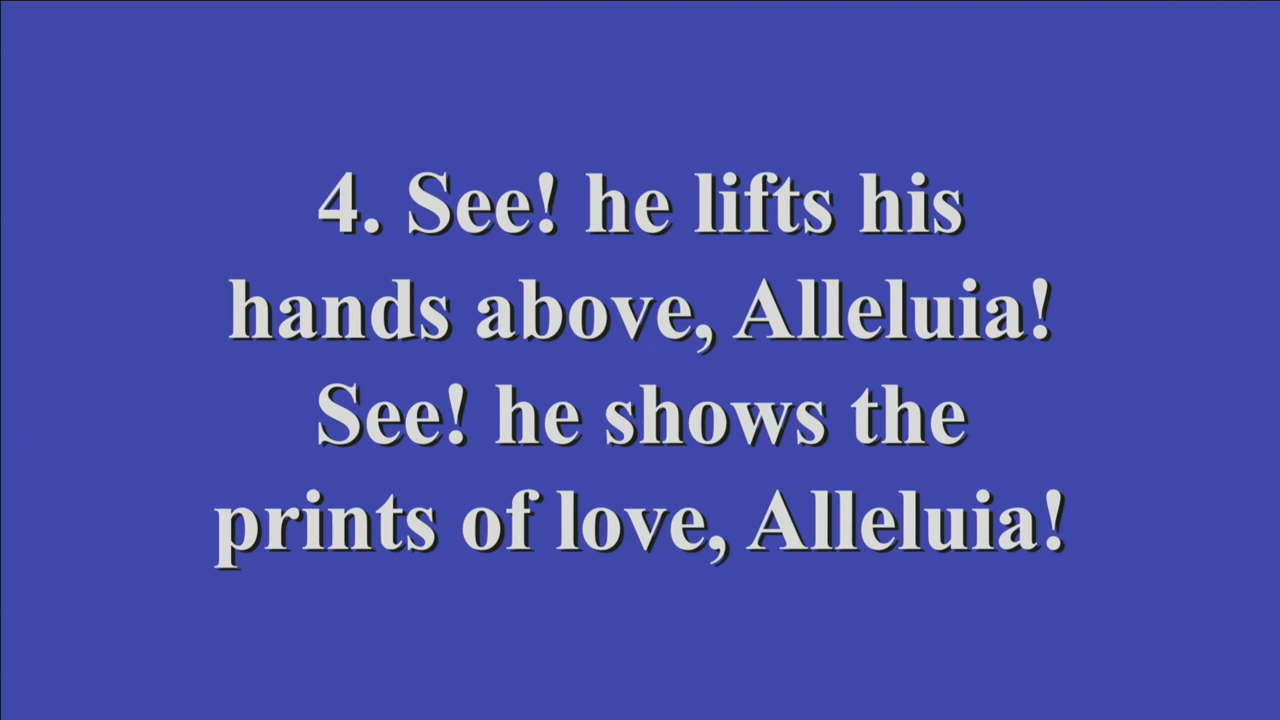 4. See! he lifts his
hands above, Alleluia!
See! he shows the
prints of love, Alleluia!